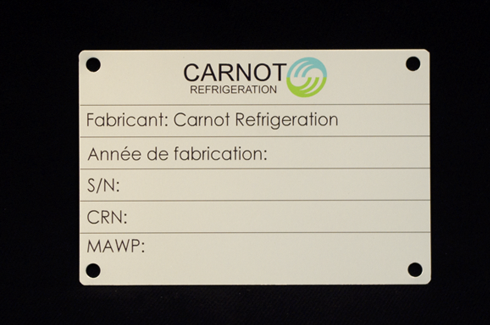 CARNOT
REFRIGERATION
Fabricant: Carnot Refrigeration
Année de fabrication:
S/N:
CRN:
MAWP: